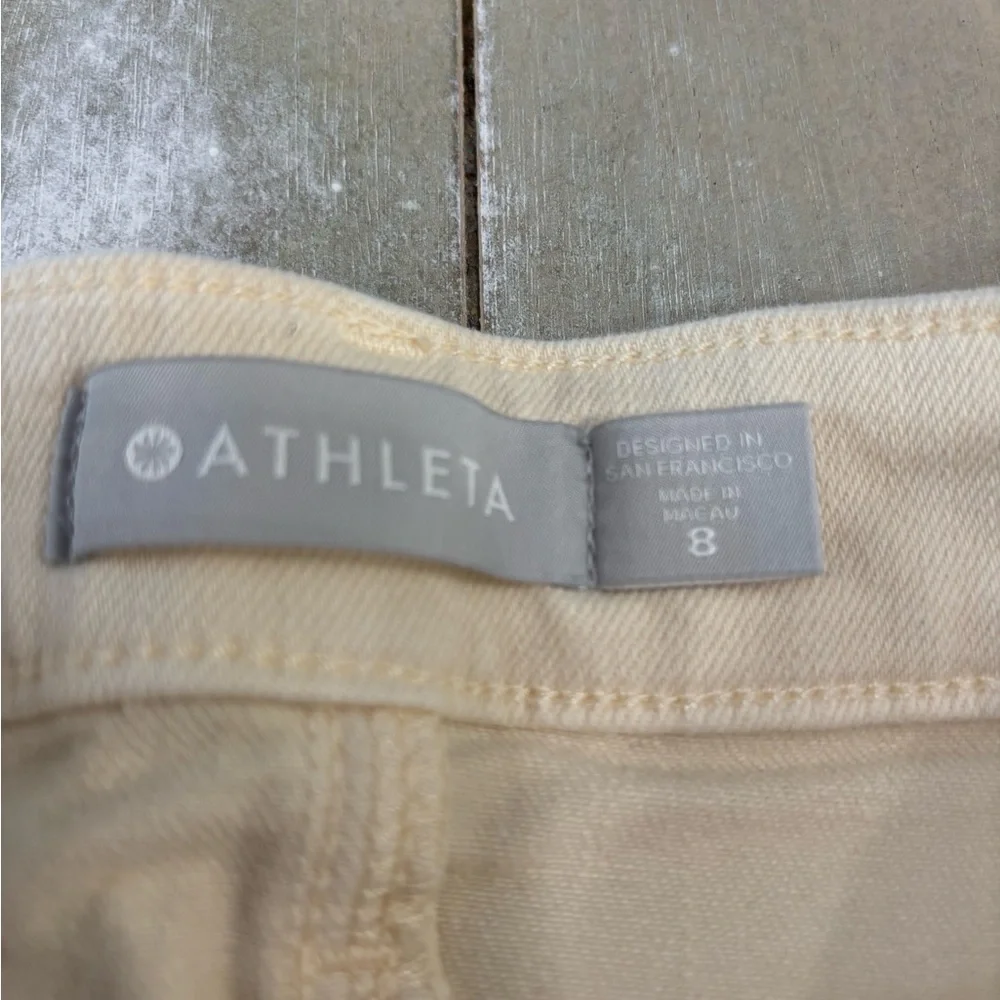 ATHLETA
DESIGNED IN
SAN FRANCISCO
MADE IN
MACAU
8